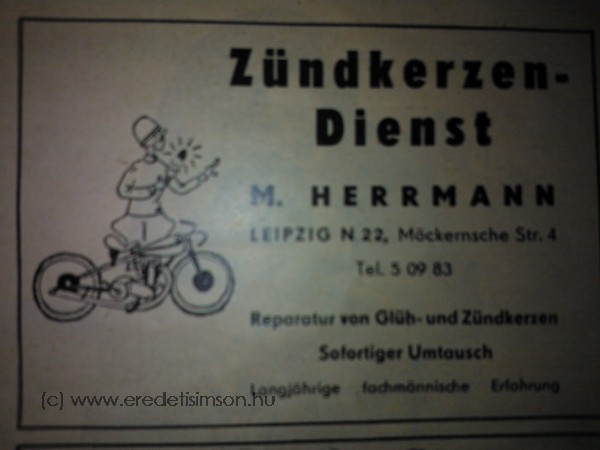 Zündkerzen-
Dienst
M. HERRMANN
LEIPZIG N 22, Möckernsche Str. 4
Tel. 5 09 83
Reparatur von Glüh- und Zündkerzen
Sofortiger Umtausch
Langjährige fachmännische Erfahrung
(c) www.eredetisimson.hu